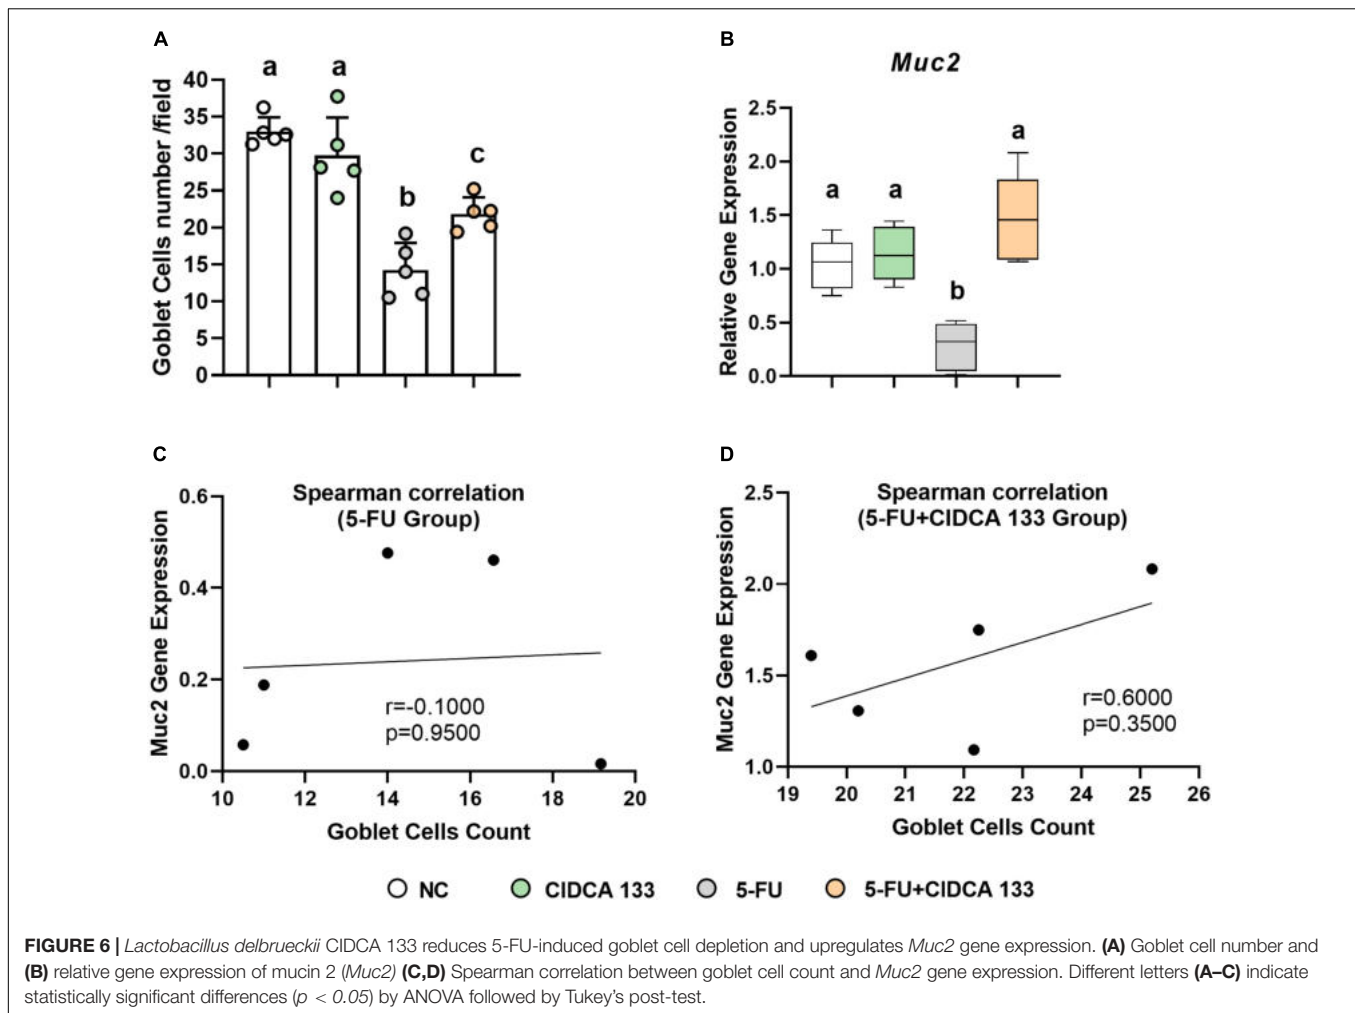 A
a
a
b
c
Goblet Cells number /field
40
35
30
25
20
15
10
5
0
B
Muc2
a
a
b
a
Relative Gene Expression
2.5
2.0
1.5
1.0
0.5
0.0
C
Spearman correlation
(5-FU Group)
Muc2 Gene Expression
0.6
0.4
0.2
0.0
r=-0.1000
p=0.9500
10 12 14 16 18 20
Goblet Cells Count
D
Spearman correlation
(5-FU+CIDCA 133 Group)
Muc2 Gene Expression
2.5
2.0
1.5
1.0
r=0.6000
p=0.3500
19 20 21 22 23 24 25 26
Goblet Cells Count
NC CIDCA 133 5-FU 5-FU+CIDCA 133
FIGURE 6 | Lactobacillus delbrueckii CIDCA 133 reduces 5-FU-induced goblet cell depletion and upregulates Muc2 gene expression. (A) Goblet cell number and
(B) relative gene expression of mucin 2 (Muc2) (C,D) Spearman correlation between goblet cell count and Muc2 gene expression. Different letters (A–C) indicate
statistically significant differences (p < 0.05) by ANOVA followed by Tukey's post-test.